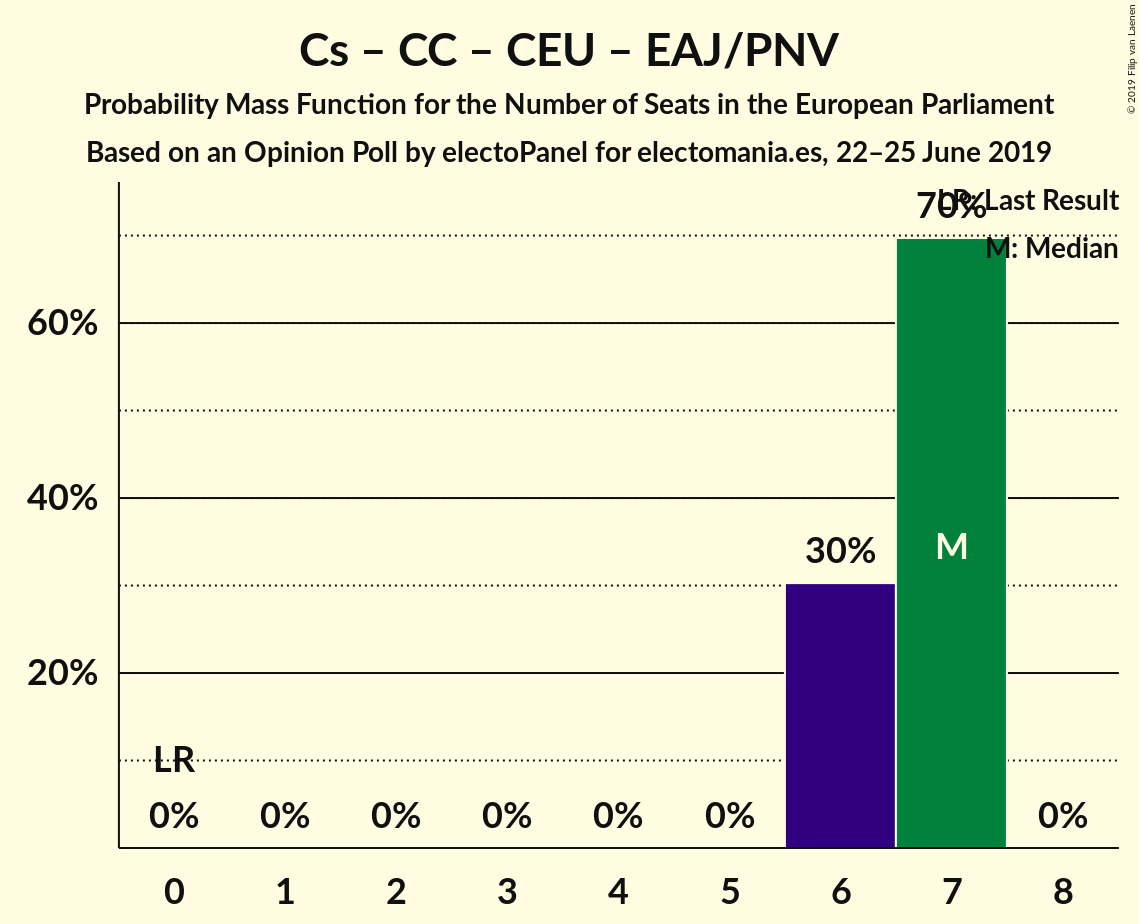 Cs – CC – CEU – EAJ/PNV
Probability Mass Function for the Number of Seats in the European Parliament
Based on an Opinion Poll by electoPanel for electomania.es, 22–25 June 2019
© 2019 Filip van Laenen
LR: Last Result
M: Median
70%
60%
40%
20%
30%
M
LR
0% 0% 0% 0% 0% 0% 0%
0 1 2 3 4 5 6 7 8